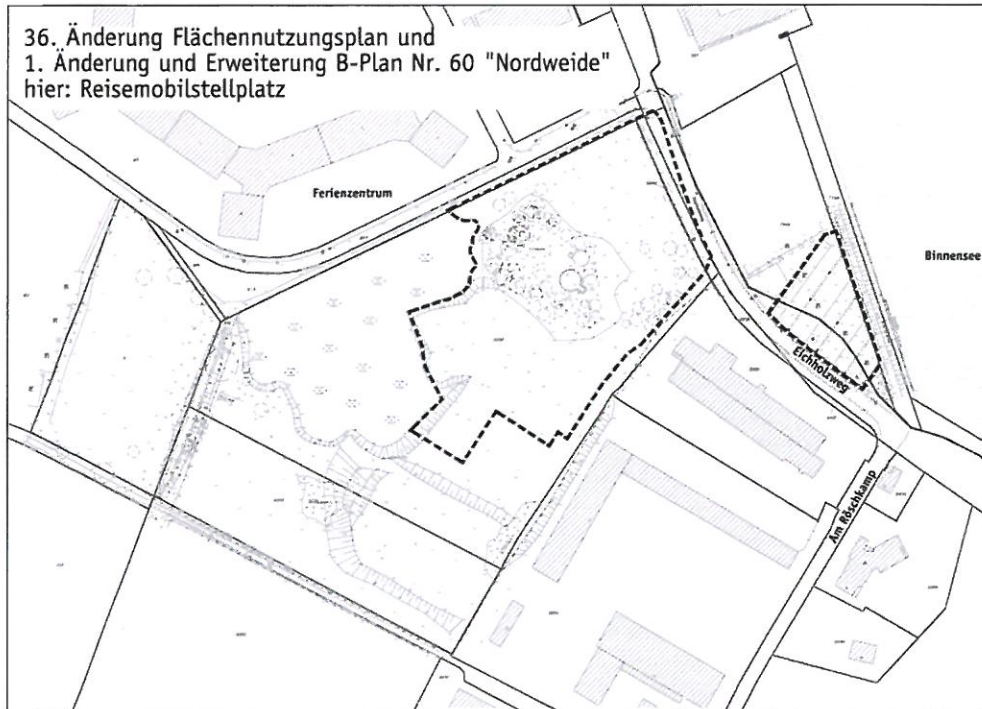 36. Änderung Flächennutzungsplan und
1. Änderung und Erweiterung B-Plan Nr. 60 "Nordweide"
hier: Reisemobilstellplatz
Ferienzentrum
Binnensee
Eichholzweg
Am Röschkamp